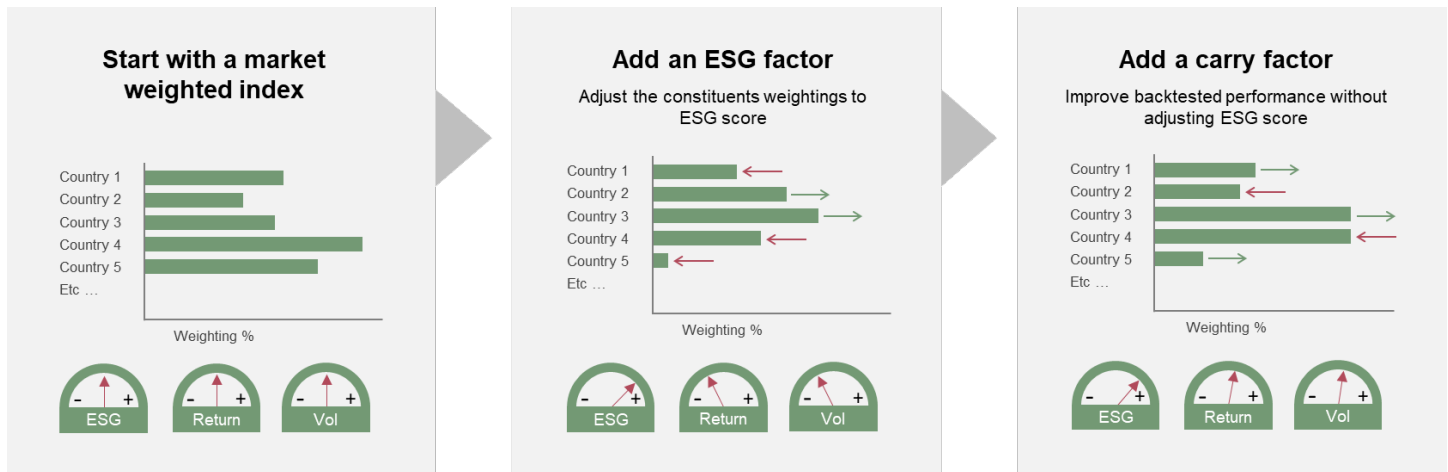 Start with a market
weighted index
Country 1
Country 2
Country 3
Country 4
Country 5
Etc ...
Weighting %
- +
ESG
- +
Return
- +
Vol
Add an ESG factor
Adjust the constituents weightings to
ESG score
Country 1
Country 2
Country 3
Country 4
Country 5
Etc ...
Weighting %
- +
ESG
- +
Return
- +
Vol
Add a carry factor
Improve backtested performance without
adjusting ESG score
Country 1
Country 2
Country 3
Country 4
Country 5
Etc ...
Weighting %
- +
ESG
- +
Return
- +
Vol